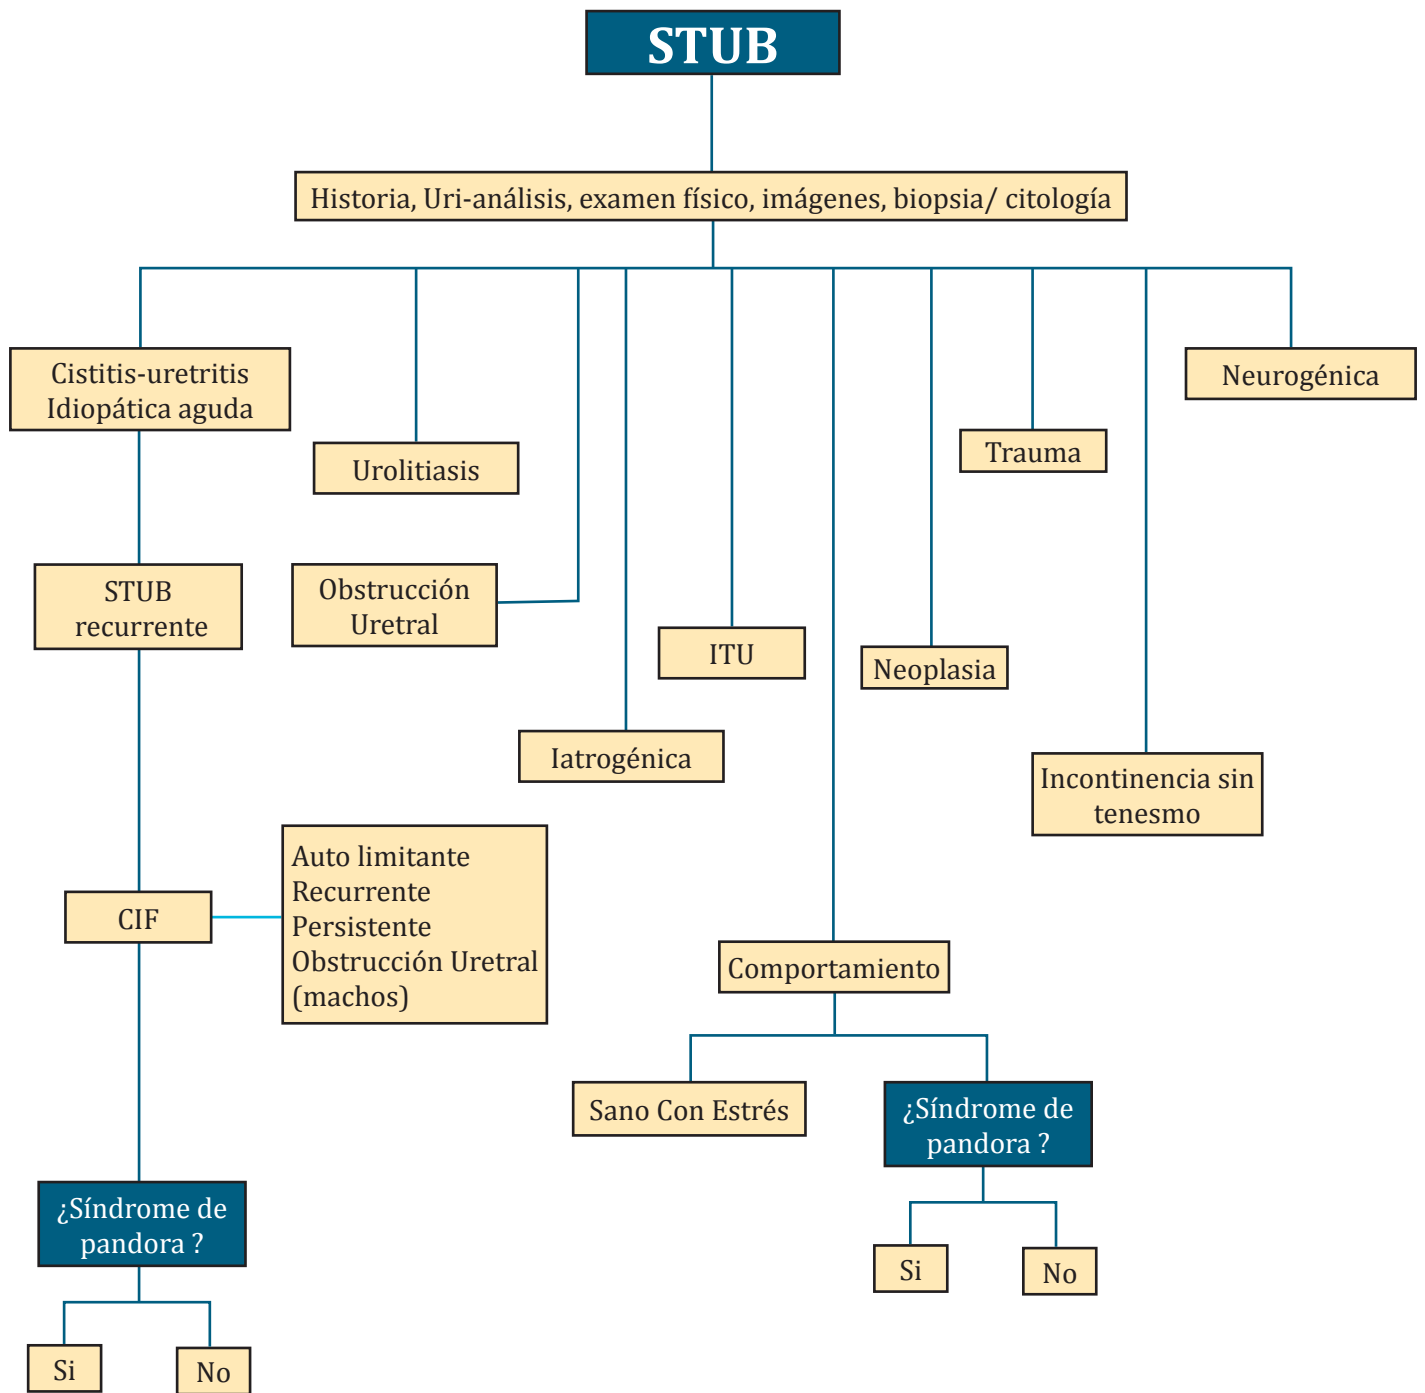 STUB
Historia, Uri-análisis, examen físico, imágenes, biopsia/ citología
Cistitis-uretritis
Idiopática aguda
Urolitiasis
Obstrucción
Uretral
Iatrogénica
ITU
Neoplasia
Trauma
Incontinencia sin
tenesmo
Neurogénica
STUB
recurrente
CIF
Auto limitante
Recurrente
Persistente
Obstrucción Uretral
(machos)
Comportamiento
Sano Con Estrés
¿Síndrome de
pandora ?
Si
No
¿Síndrome de
pandora ?
Si
No